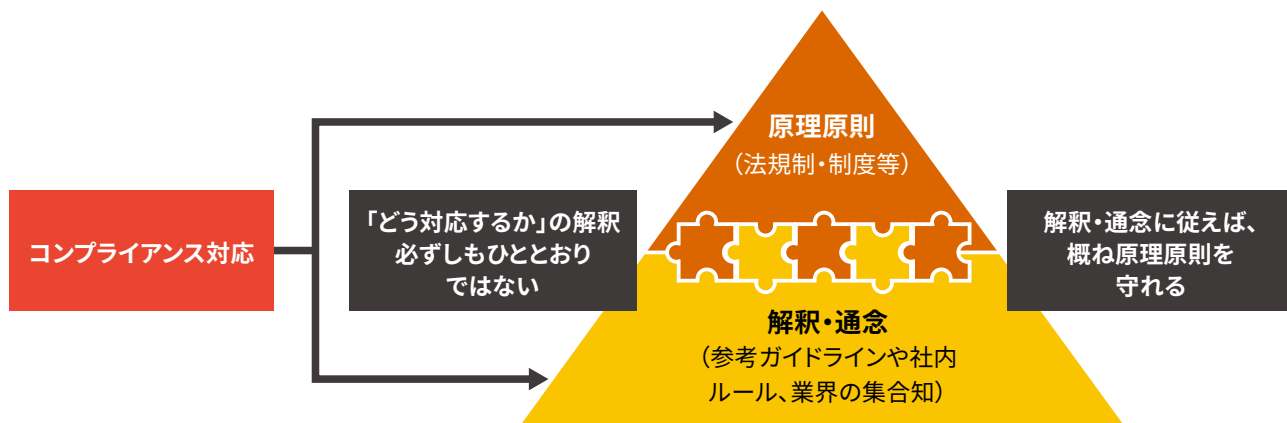 コンプライアンス対応
「どう対応するか」の解釈
必ずしもひととおり
ではない
原理原則
（法規制・制度等）
解釈・通念
（参考ガイドラインや社内
ルール、業界の集合知）
解釈・通念に従えば、
概ね原理原則を
守れる